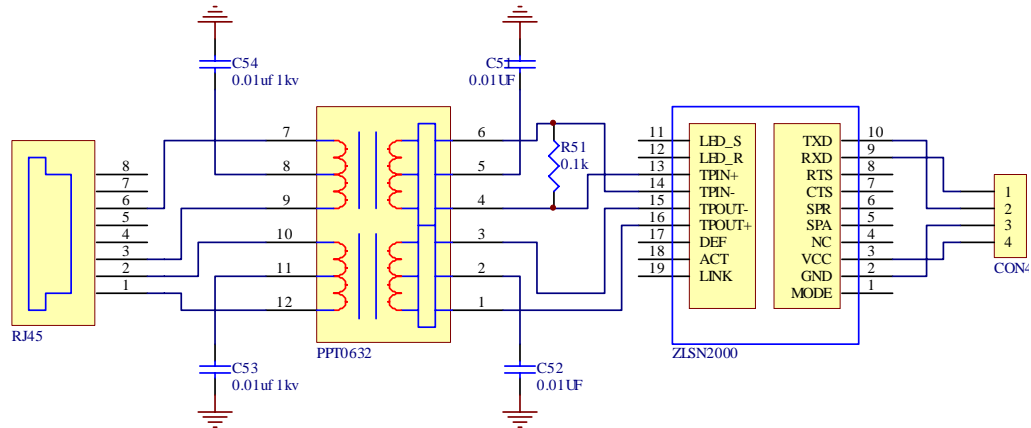 C54
0.01uf 1kv
C51
0.01UF
RJ45
8
7
6
5
4
3
2
1
7
8
9
10
11
12
6
5
4
3
2
1
PPT0632
C53
0.01uf 1kv
C52
0.01UF
R51
0.1k
11 LED_S
12 LED_R
13 TPIN+
14 TPIN-
15 TPOUT-
16 TPOUT+
17 DEF
18 ACT
19 LINK
TXD 10
RXD 9
RTS 8
CTS 7
SPR 6
SPA 5
NC 4
VCC 3
GND 2
MODE 1
ZLSN2000
1
2
3
4
CON4